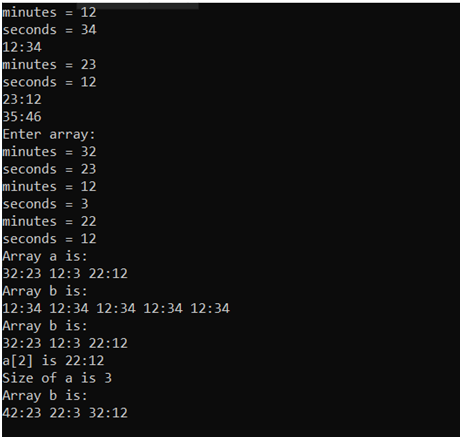 minutes = 12
seconds = 34
12:34
minutes = 23
seconds = 12
23:12
35:46
Enter array:
minutes = 32
seconds = 23
minutes = 12
seconds = 3
minutes = 22
seconds = 12
Array a is:
32:23 12:3 22:12
Array b is:
12:34 12:34 12:34 12:34 12:34
Array b is:
32:23 12:3 22:12
a[2] is 22:12
Size of a is 3
Array b is:
42:23 22:3 32:12